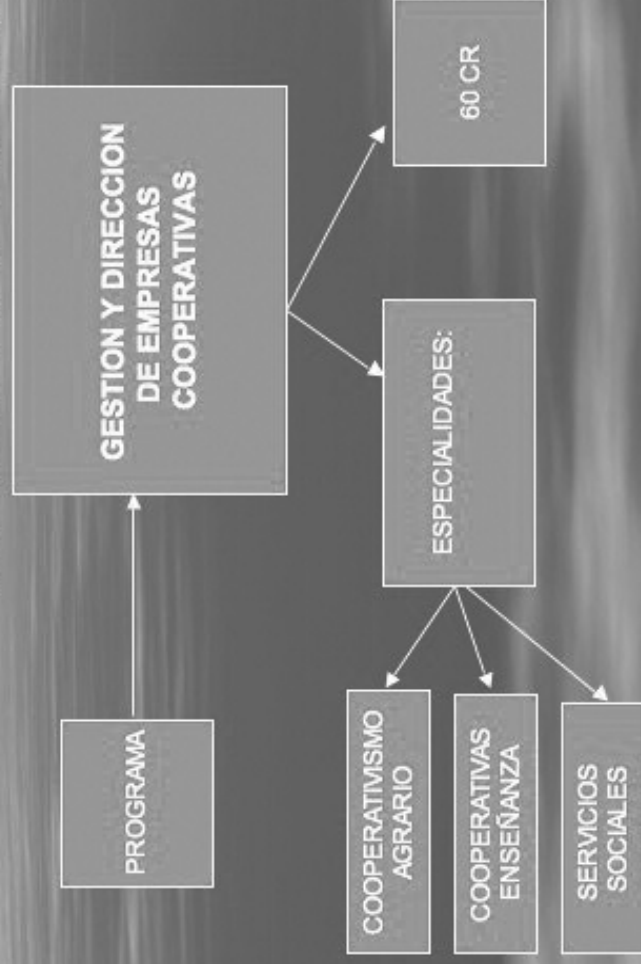 PROGRAMA
GESTION Y DIRECCION
DE EMPRESAS
COOPERATIVAS
ESPECIALIDADES:
60 CR
COOPERATIVISMO
AGRARIO
COOPERATIVAS
ENSEÑANZA
SERVICIOS
SOCIALES